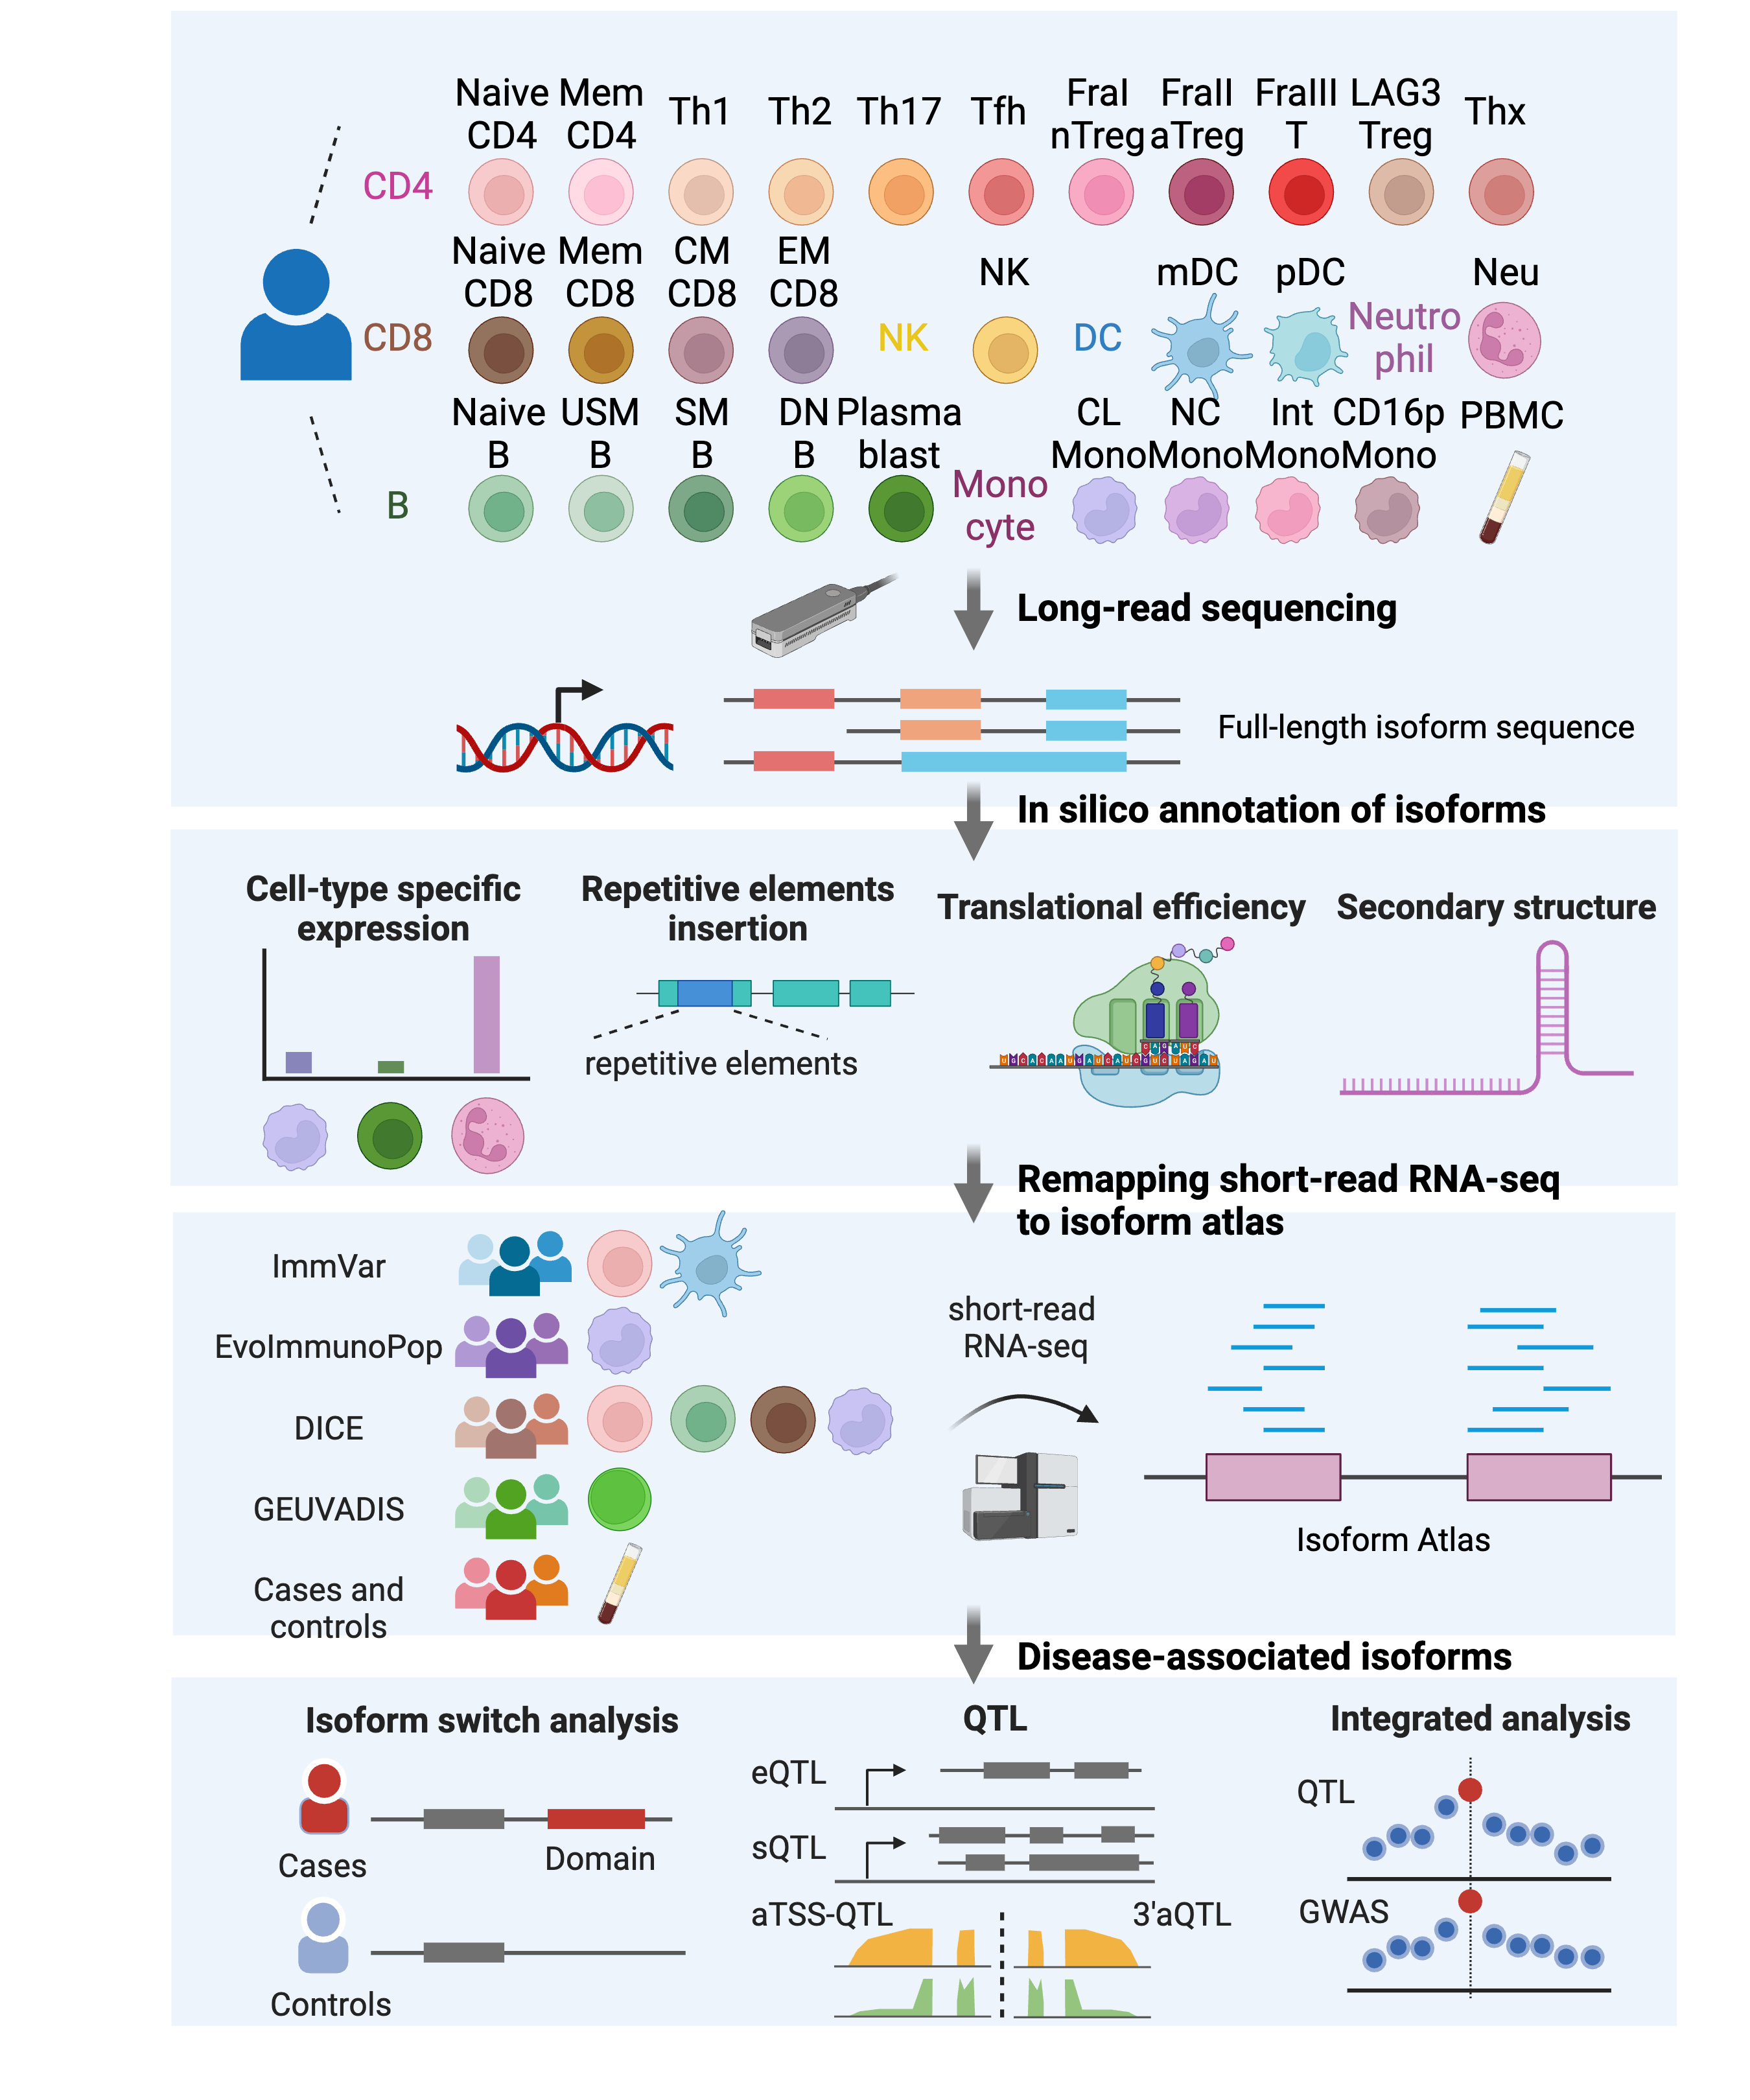 Naive CD4
Mem CD4
Th1
Th2
Th17
Tfh
FraI nTreg
FraII aTreg
FraIII T
LAG3 Treg
Thx
CD4
Naive CD8
Mem CD8
CM CD8
EM CD8
NK
mDC
pDC
Neu
CD8
NK
DC
Neutro
phil
Naive B
USM B
SM B
DN B
Plasma blast
CL Mono
NC Mono
Int Mono
CD16p Mono
PBMC
B
Mono
cyte
Long-read sequencing
Full-length isoform sequence
In silico annotation of isoforms
Cell-type specific
expression
Repetitive elements
insertion
Translational efficiency
Secondary structure
repetitive elements
Remapping short-read RNA-seq
to isoform atlas
ImmVar
EvoImmunoPop
DICE
GEUVADIS
Cases and
controls
short-read
RNA-seq
Isoform Atlas
Disease-associated isoforms
Isoform switch analysis
Cases
Domain
Controls
QTL
eQTL
sQTL
aTSS-QTL
3'aQTL
Integrated analysis
QTL
GWAS